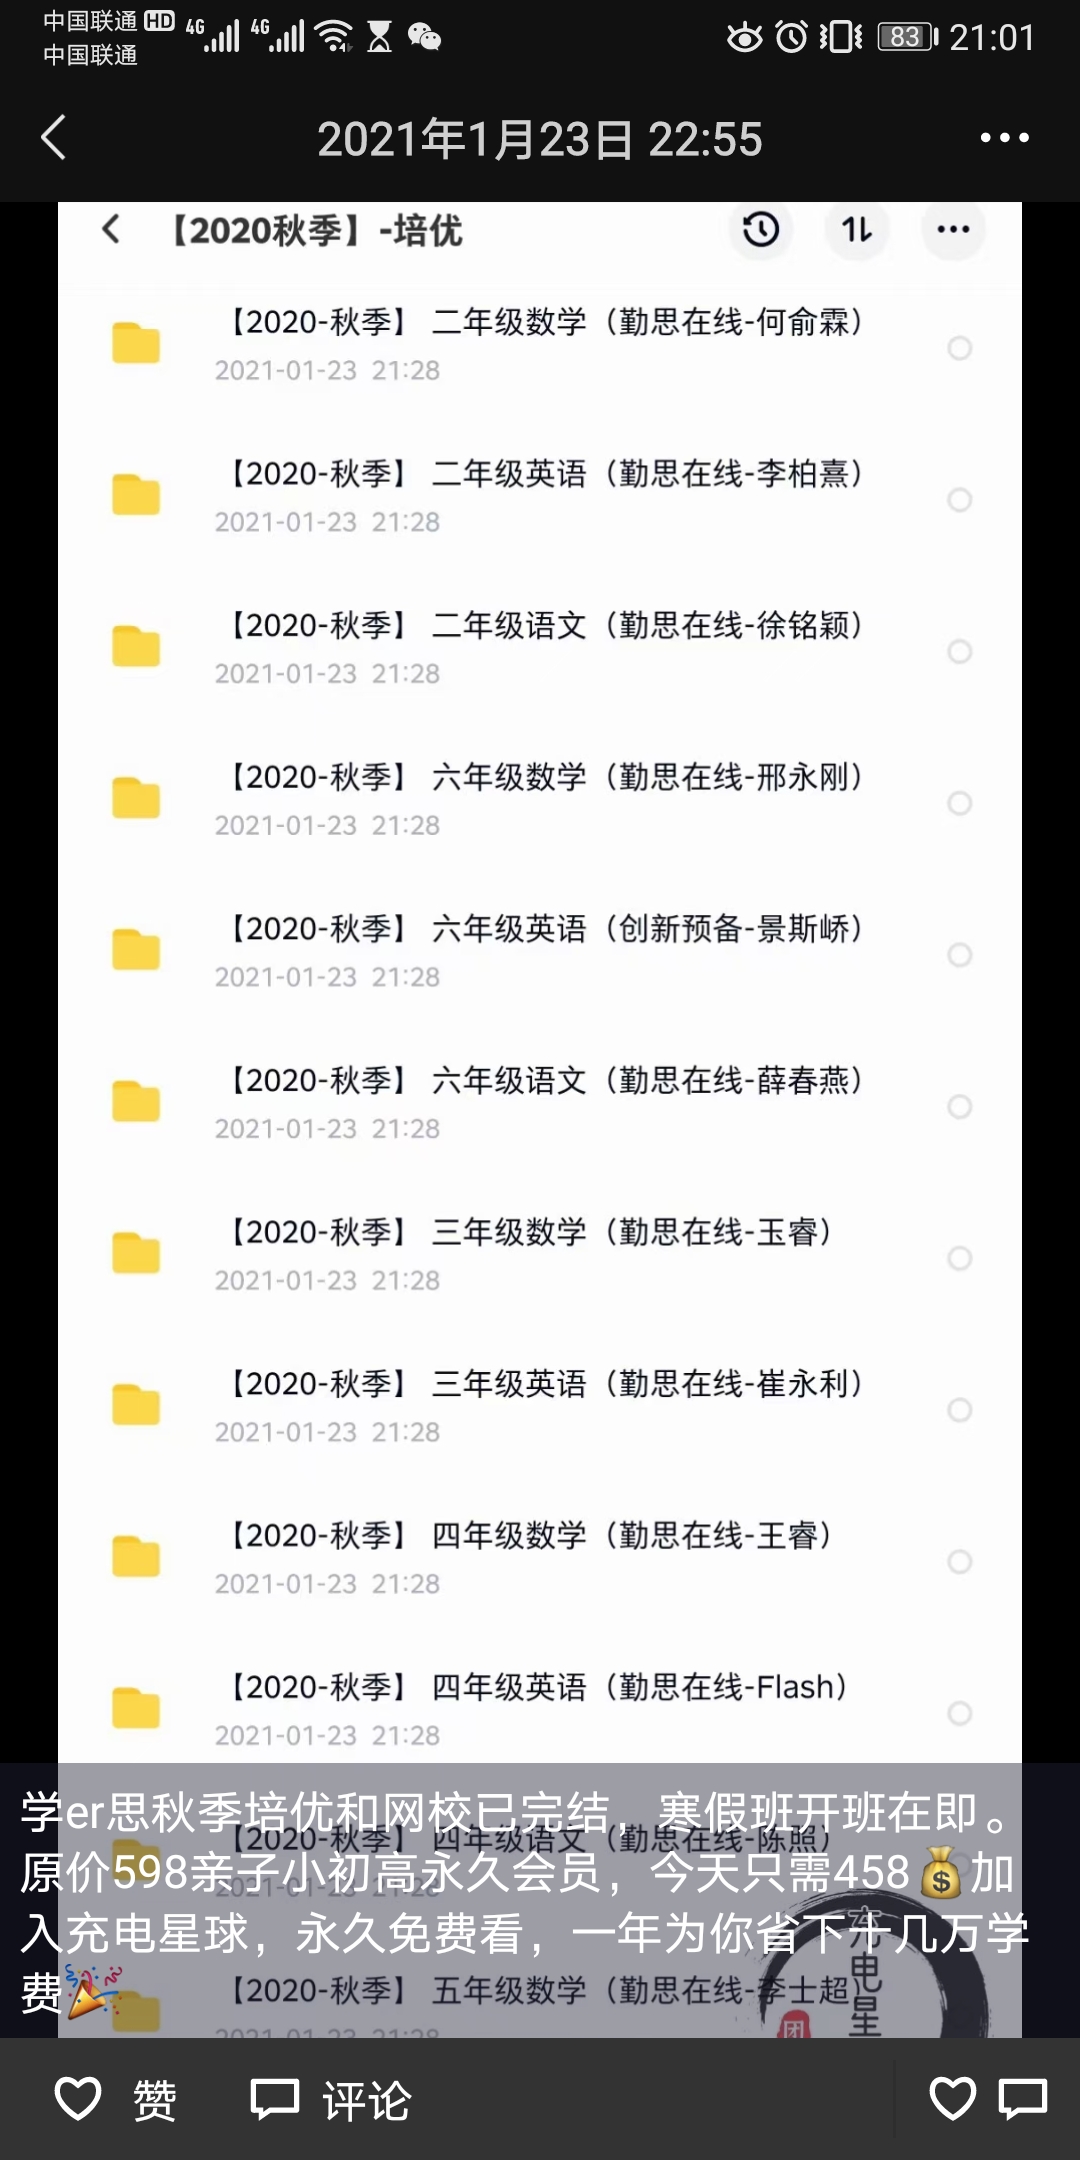 中国联通 HD 4G 4G 83 21:01
中国联通
2021年1月23日 22:55
【2020秋季】-培优
【2020-秋季】 二年级数学（勤思在线-何俞霖）
2021-01-23 21:28
【2020-秋季】 二年级英语（勤思在线-李柏熹）
2021-01-23 21:28
【2020-秋季】 二年级语文（勤思在线-徐铭颖）
2021-01-23 21:28
【2020-秋季】 六年级数学（勤思在线-邢永刚）
2021-01-23 21:28
【2020-秋季】 六年级英语（创新预备-景斯峤）
2021-01-23 21:28
【2020-秋季】 六年级语文（勤思在线-薛春燕）
2021-01-23 21:28
【2020-秋季】 三年级数学（勤思在线-玉睿）
2021-01-23 21:28
【2020-秋季】 三年级英语（勤思在线-崔永利）
2021-01-23 21:28
【2020-秋季】 四年级数学（勤思在线-王睿）
2021-01-23 21:28
【2020-秋季】 四年级英语（勤思在线-Flash）
2021-01-23 21:28
学er思秋季培优和网校已完结，寒假班开班在即。
【2020-秋季】 四年级语文（勤思在线-陈照）
原价598亲子小初高永久会员，今天只需458💰加
2021-01-23 21:28
入充电星球，永久免费看，一年为你省下十几万学
费🎉
【2020-秋季】 五年级数学（勤思在线-李士超）
2021-01-23 21:28
充电星
团
赞 评论